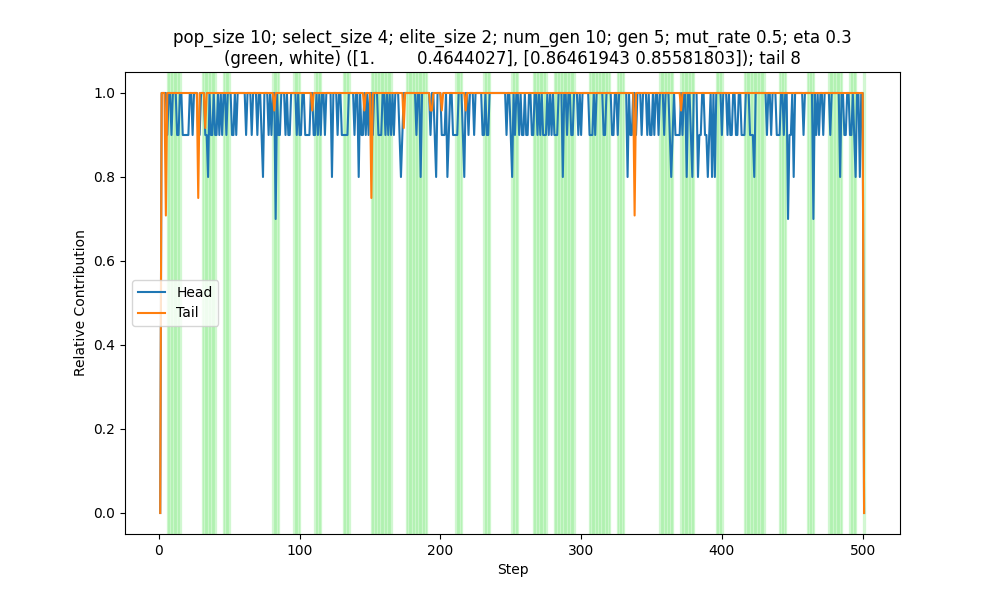 pop_size 10; select_size 4; elite_size 2; num_gen 10; gen 5; mut_rate 0.5; eta 0.3
(green, white) ([1.         0.4644027], [0.86461943 0.85581803]); tail 8
1.0
0.8
0.6
0.4
0.2
0.0
Relative Contribution
Head
Tail
0
100
200
300
400
500
Step